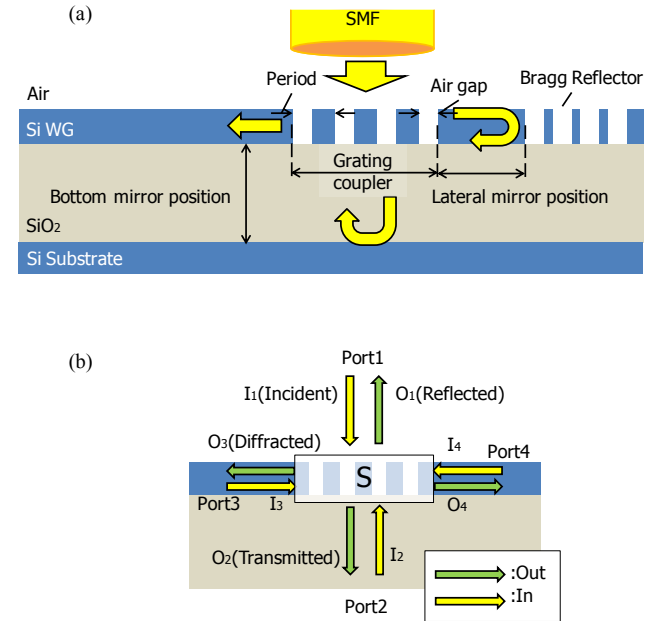 (a)
SMF
Period
Air gap
Bragg Reflector
Air
Si WG
Grating
coupler
Bottom mirror position
Lateral mirror position
SiO₂
Si Substrate
(b)
Port1
I₁(Incident)
O₁(Reflected)
O₃(Diffracted)
I₄
Port4
S
Port3
I₃
O₄
O₂(Transmitted)
I₂
:Out
:In
Port2